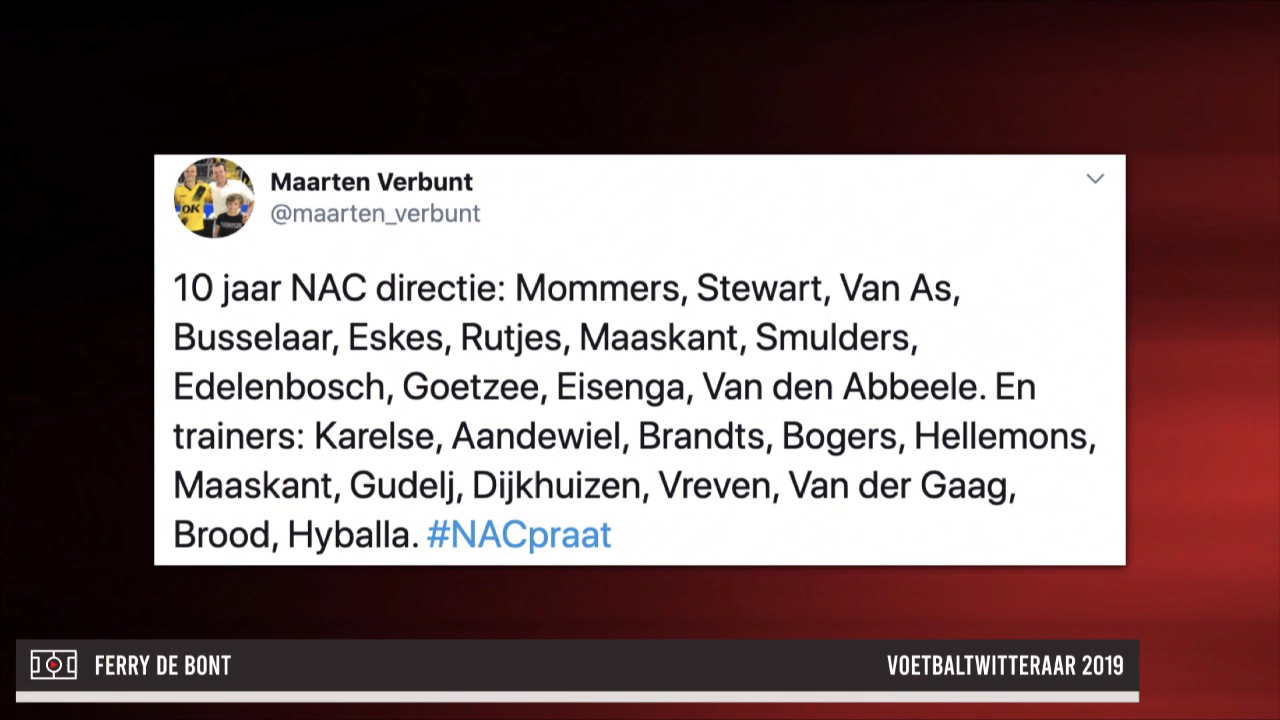 Maarten Verbunt
@maarten_verbunt
10 jaar NAC directie: Mommers, Stewart, Van As,
Busselaar, Eskes, Rutjes, Maaskant, Smulders,
Edelenbosch, Goetzee, Eisenga, Van den Abbeele. En
trainers: Karelse, Aandewiel, Brandts, Bogers, Hellemons,
Maaskant, Gudelj, Dijkhuizen, Vreven, Van der Gaag,
Brood, Hyballa. #NACpraat
OK
FERRY DE BONT
VOETBALTWITTERAAR 2019